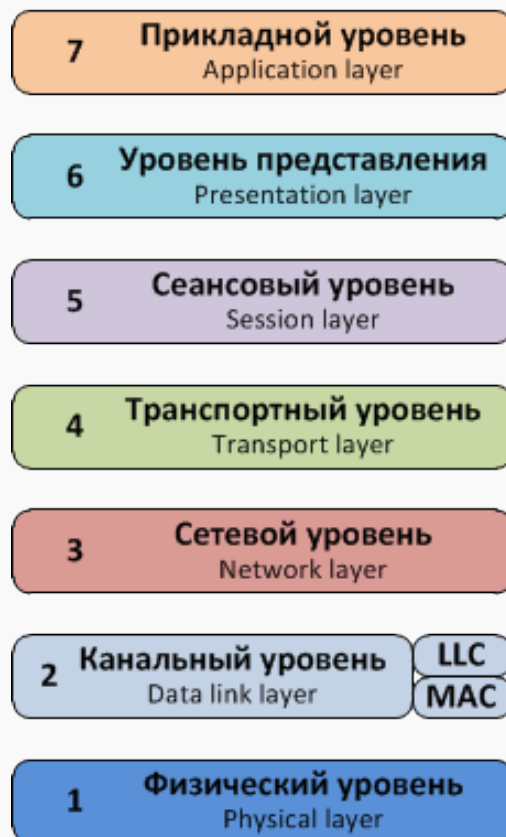 7 Прикладной уровень
Application layer
6 Уровень представления
Presentation layer
5 Сеансовый уровень
Session layer
4 Транспортный уровень
Transport layer
3 Сетевой уровень
Network layer
2 Канальный уровень LLC
Data link layer MAC
1 Физический уровень
Physical layer